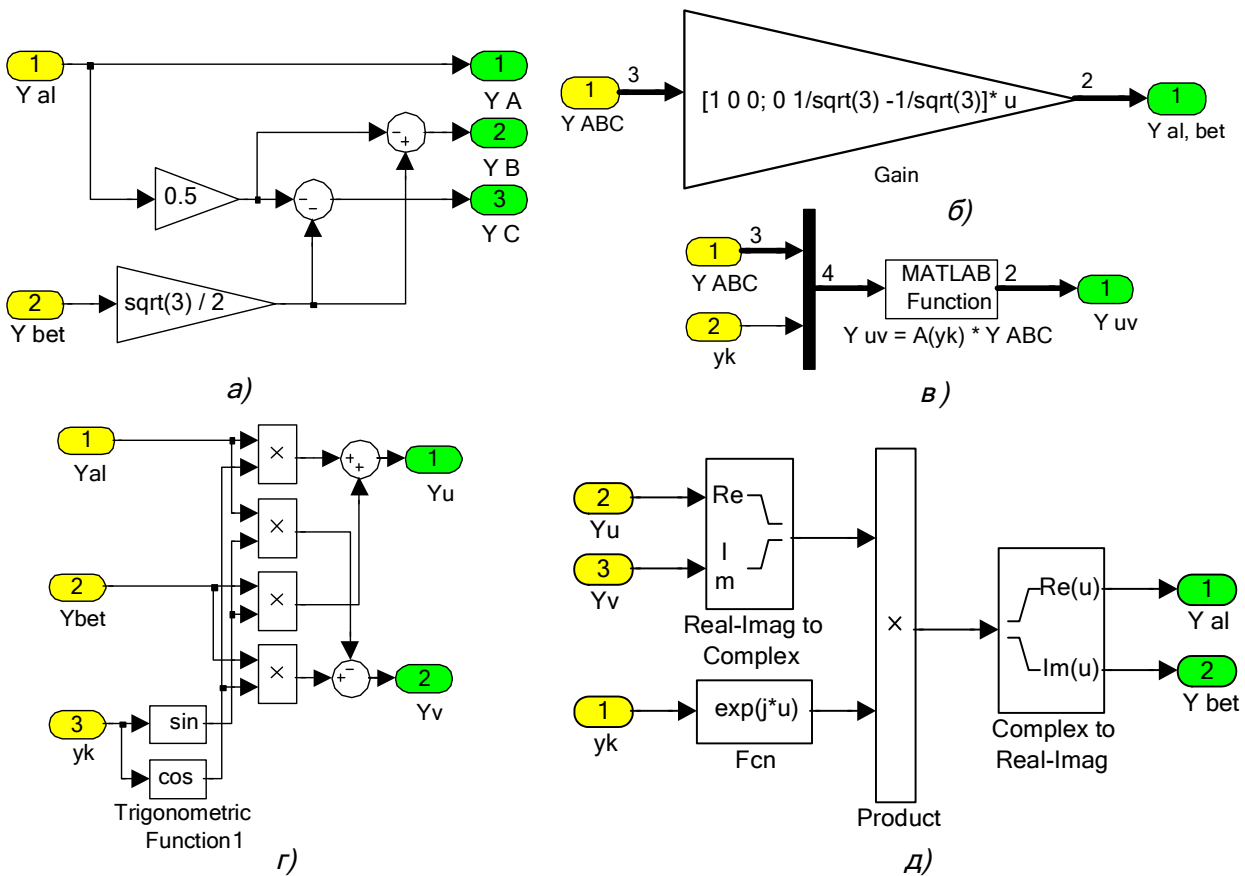 1
Y al
1
Y A
2
Y B
3
Y C
0.5
2
Y bet
sqrt(3) / 2
−
+
−
−
а)
1
Y ABC
3
[1 0 0; 0 1/sqrt(3) -1/sqrt(3)]* u
2
1
Y al, bet
Gain
б)
1
Y ABC
3
2
yk
4
MATLAB
Function
2
1
Y uv
Y uv = A(yk) * Y ABC
в)
1
Yal
2
Ybet
3
yk
×
×
×
×
+
+
−
+
1
Yu
2
Yv
sin
cos
Trigonometric
Function1
г)
2
Yu
3
Yv
Re
I
m
Real-Imag to
Complex
1
yk
exp(j*u)
Fcn
×
Product
Re(u)
Im(u)
Complex to
Real-Imag
1
Y al
2
Y bet
д)